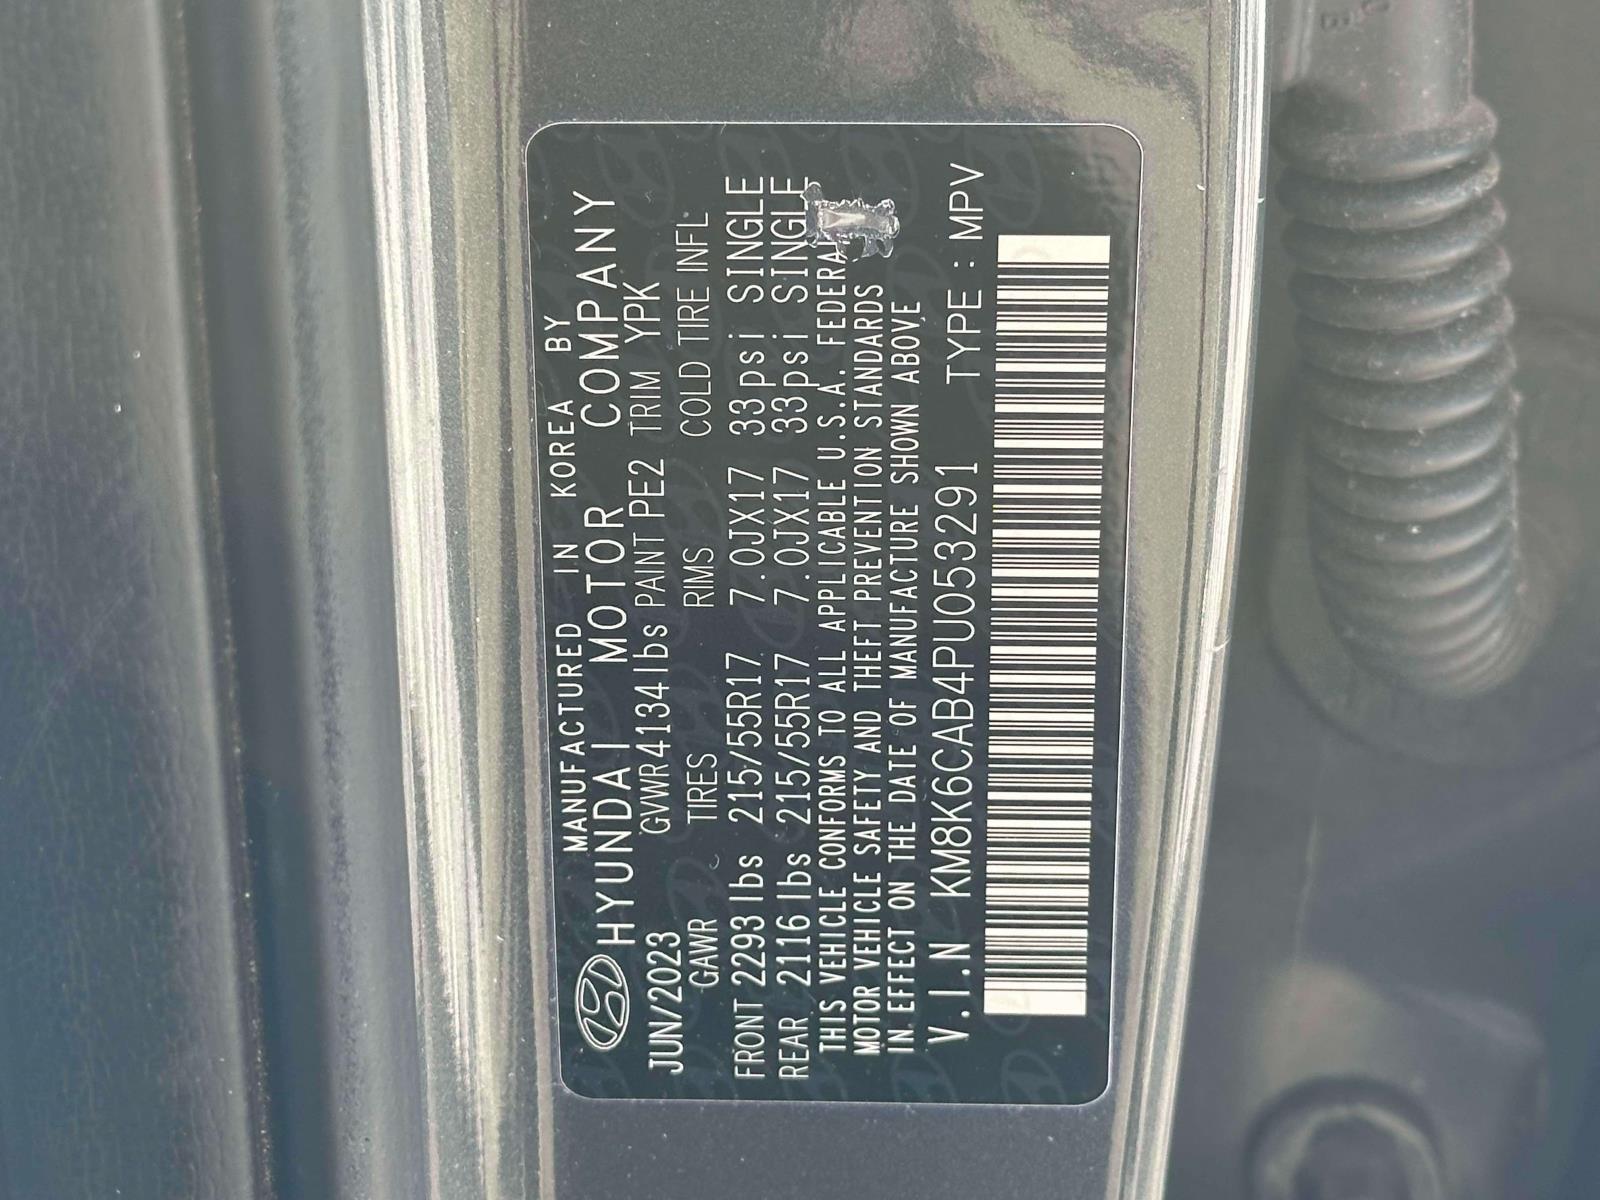 MANUFACTURED IN KOREA BY
HYUNDAI MOTOR COMPANY
JUN/2023 GVWR4134lbs PAINT PE2 TRIM YPK
GAWR TIRES RIMS COLD TIRE INFL
FRONT 2293lbs 215/55R17 7.0JX17 33psi SINGLE
REAR 2116lbs 215/55R17 7.0JX17 33psi SINGLE
THIS VEHICLE CONFORMS TO ALL APPLICABLE U.S.A. FEDERA
MOTOR VEHICLE SAFETY AND THEFT PREVENTION STANDARDS
IN EFFECT ON THE DATE OF MANUFACTURE SHOWN ABOVE
V.I.N KM8K6CAB4PU053291 TYPE : MPV